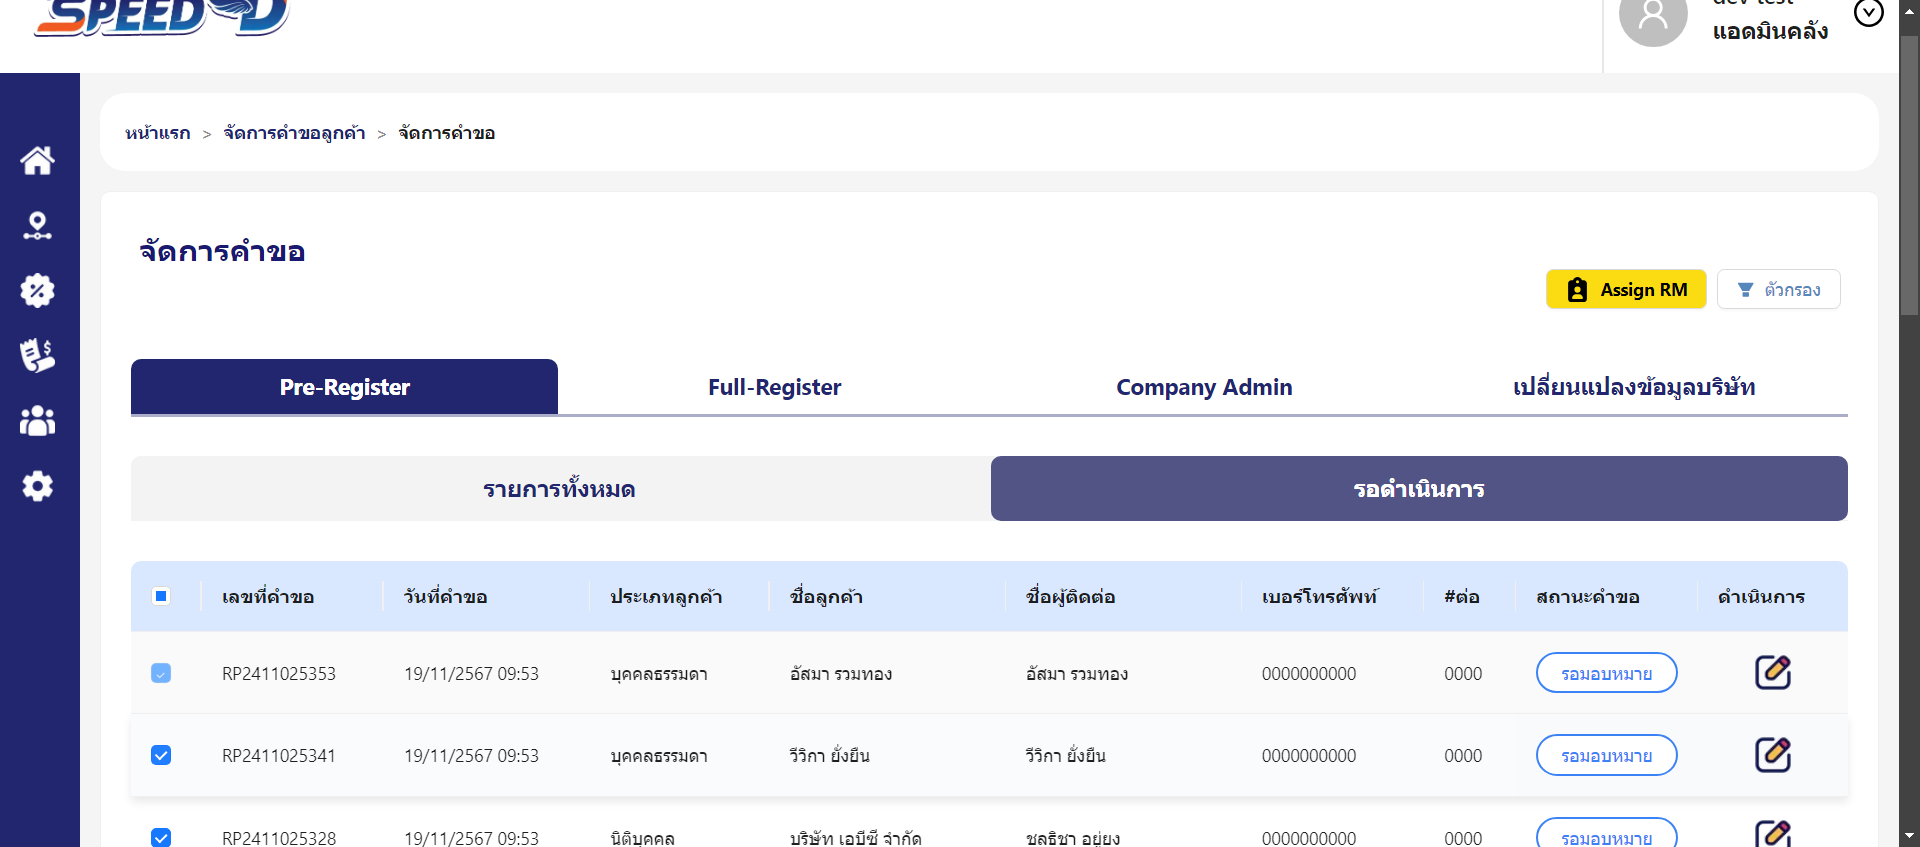 SPEED D
dev test
แอดมินคลัง
หน้าแรก > จัดการคำขอลูกค้า > จัดการคำขอ
จัดการคำขอ
Assign RM ตัวกรอง
Pre-Register Full-Register Company Admin เปลี่ยนแปลงข้อมูลบริษัท
รายการทั้งหมด รอดำเนินการ
เลขที่คำขอ วันที่คำขอ ประเภทลูกค้า ชื่อลูกค้า ชื่อผู้ติดต่อ เบอร์โทรศัพท์ #ต่อ สถานะคำขอ ดำเนินการ
RP2411025353 19/11/2567 09:53 บุคคลธรรมดา อัสมา รวมทอง อัสมา รวมทอง 0000000000 0000 รอมอบหมาย
RP2411025341 19/11/2567 09:53 บุคคลธรรมดา วีวิกา ยั่งยืน วีวิกา ยั่งยืน 0000000000 0000 รอมอบหมาย
RP2411025328 19/11/2567 09:53 นิติบุคคล บริษัท เอบีซี จำกัด ชลธิชา อยู่ยง 0000000000 0000 รอมอบหมาย